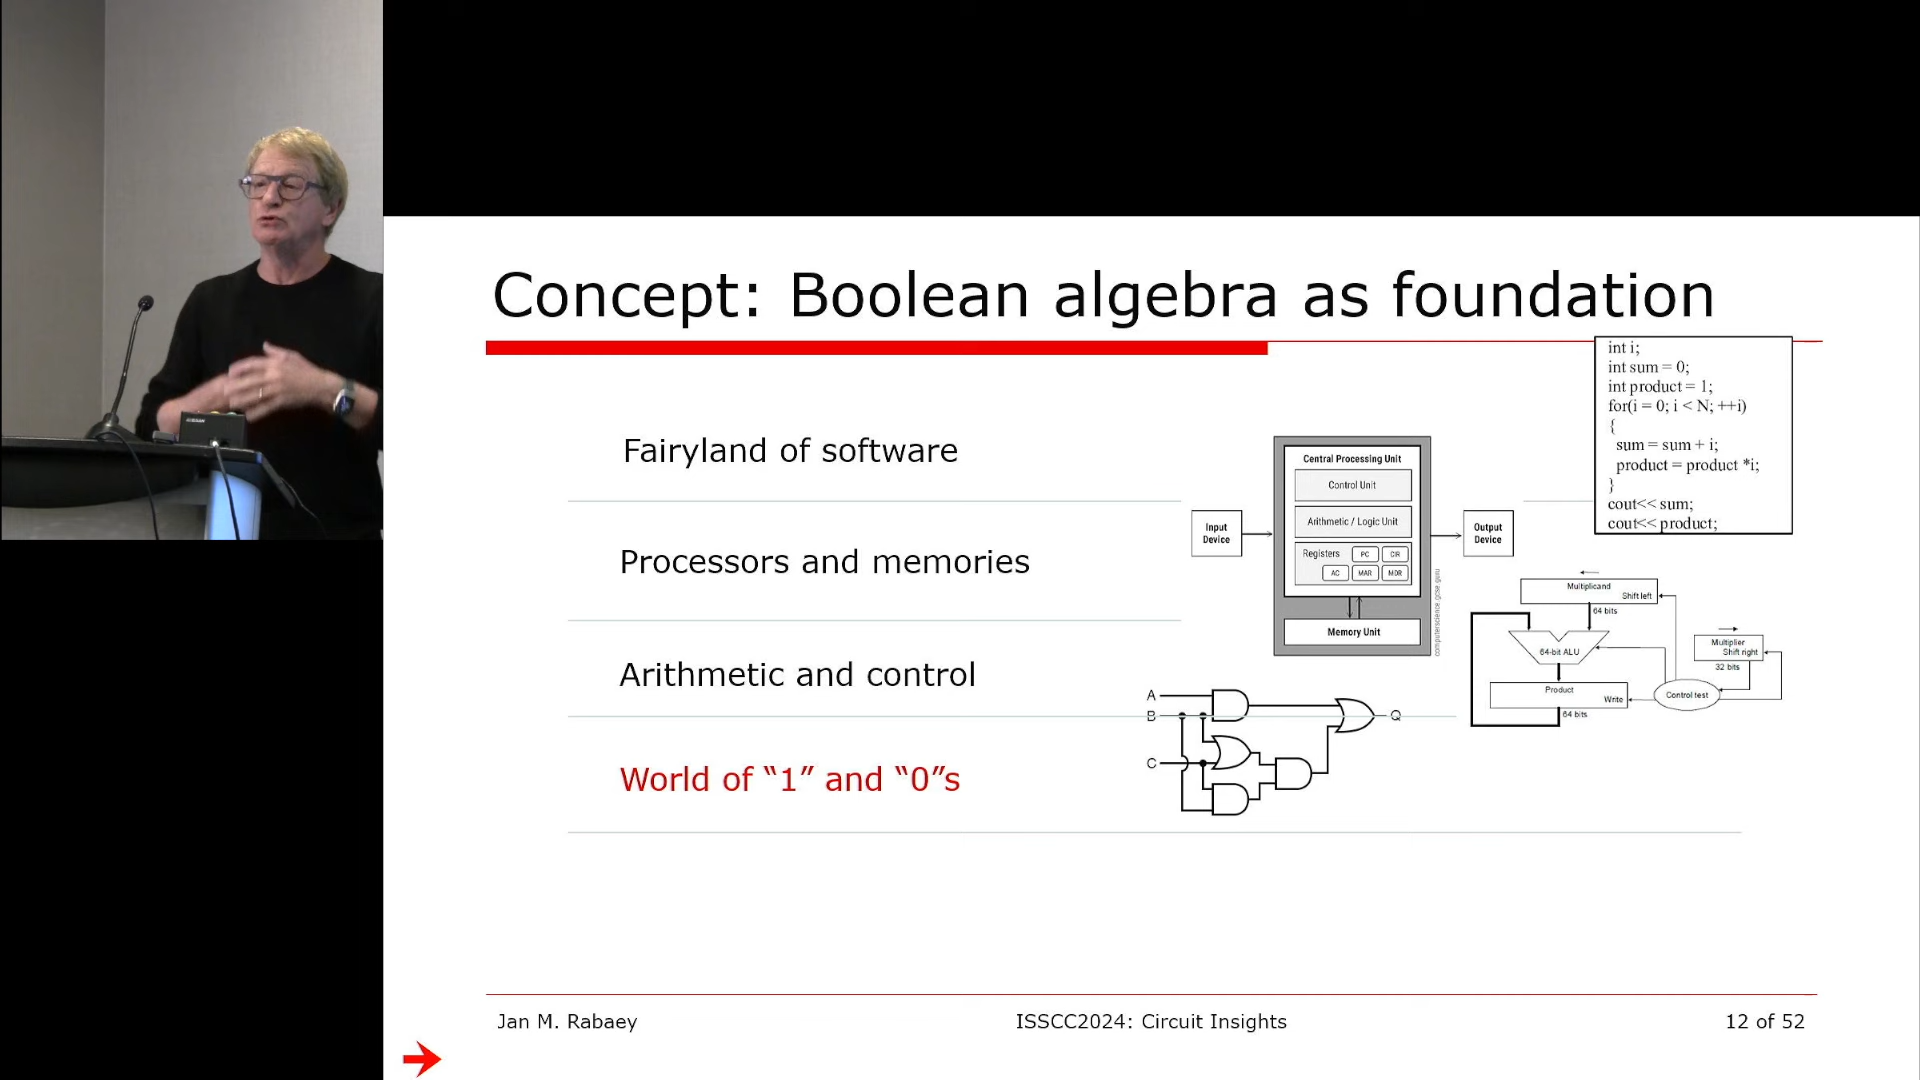 Concept: Boolean algebra as foundation
int i;
int sum = 0;
int product = 1;
for(i = 0; i < N; ++i)
{
sum = sum + i;
product = product *i;
}
cout<< sum;
cout<< product;
Fairyland of software
Processors and memories
Arithmetic and control
World of “1” and “0”s
Central Processing Unit
Control Unit
Arithmetic / Logic Unit
Registers
PC
CIR
AC
MAR
MDR
Memory Unit
Input
Device
Output
Device
computerscience.gcse.guru
Multiplicand
Shift left
64 bits
64-bit ALU
Multiplier
Shift right
32 bits
Product
Write
Control test
64 bits
A
B
C
Q
Jan M. Rabaey
ISSCC2024: Circuit Insights
12 of 52